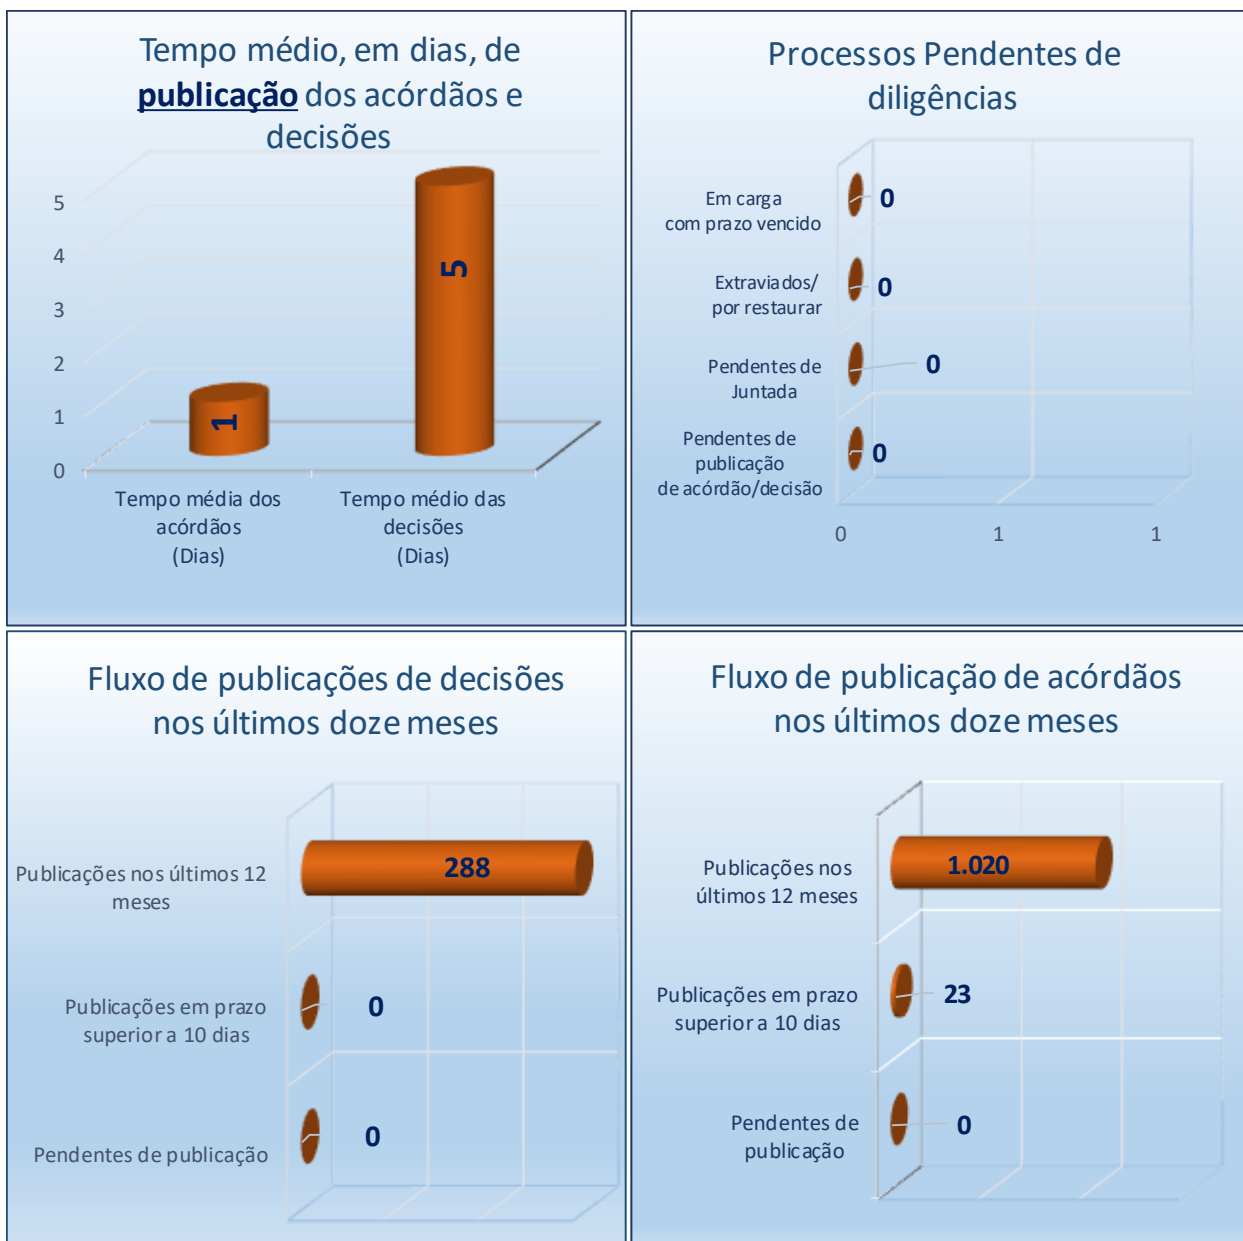 Tempo médio, em dias, de
publicação dos acórdãos e
decisões
5
4
3
2
1
0
1
5
Tempo média dos
acórdãos
(Dias)
Tempo médio das
decisões
(Dias)
Processos Pendentes de
diligências
Em carga
com prazo vencido
0
Extraviados/
por restaurar
0
Pendentes de
Juntada
0
Pendentes de
publicação
de acórdão/decisão
0
0 1 1
Fluxo de publicações de decisões
nos últimos doze meses
Publicações nos últimos 12
meses
288
Publicações em prazo
superior a 10 dias
0
Pendentes de publicação
0
Fluxo de publicação de acórdãos
nos últimos doze meses
Publicações nos
últimos 12 meses
1.020
Publicações em prazo
superior a 10 dias
23
Pendentes de
publicação
0